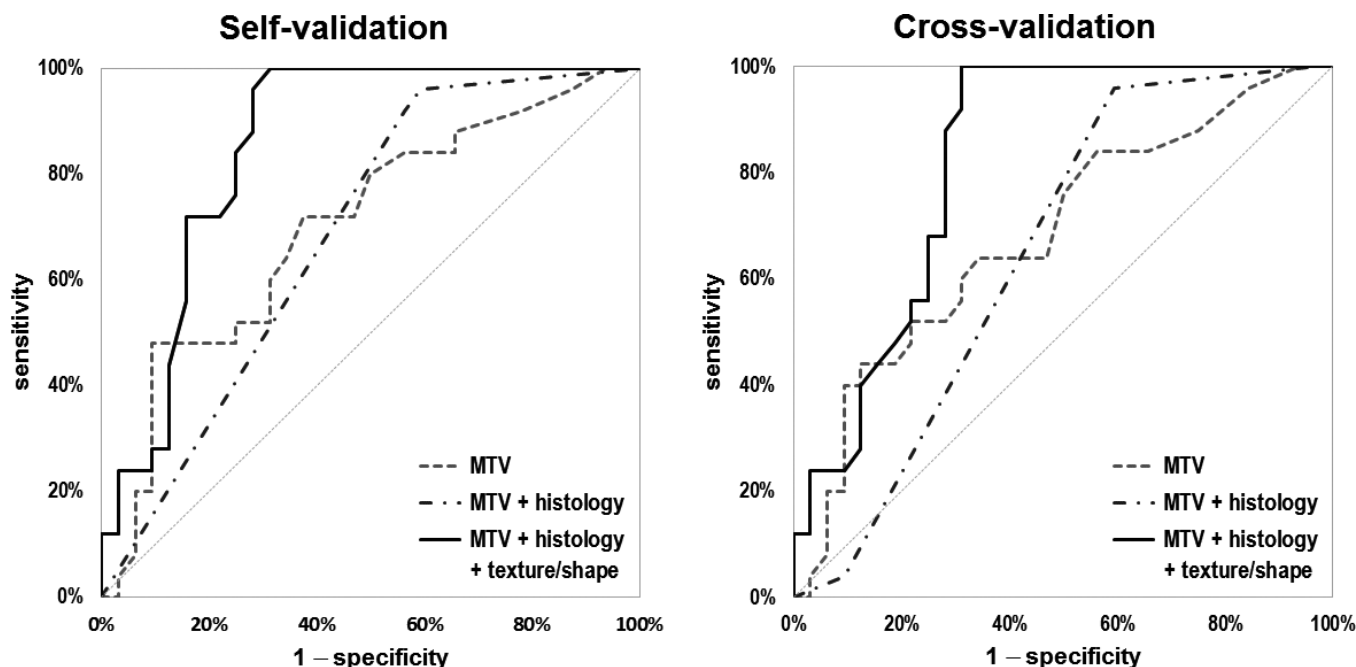 Self-validation
100%
80%
60%
40%
20%
0%
sensitivity
MTV
MTV + histology
MTV + histology
+ texture/shape
0% 20% 40% 60% 80% 100%
1 – specificity
Cross-validation
100%
80%
60%
40%
20%
0%
sensitivity
MTV
MTV + histology
MTV + histology
+ texture/shape
0% 20% 40% 60% 80% 100%
1 – specificity